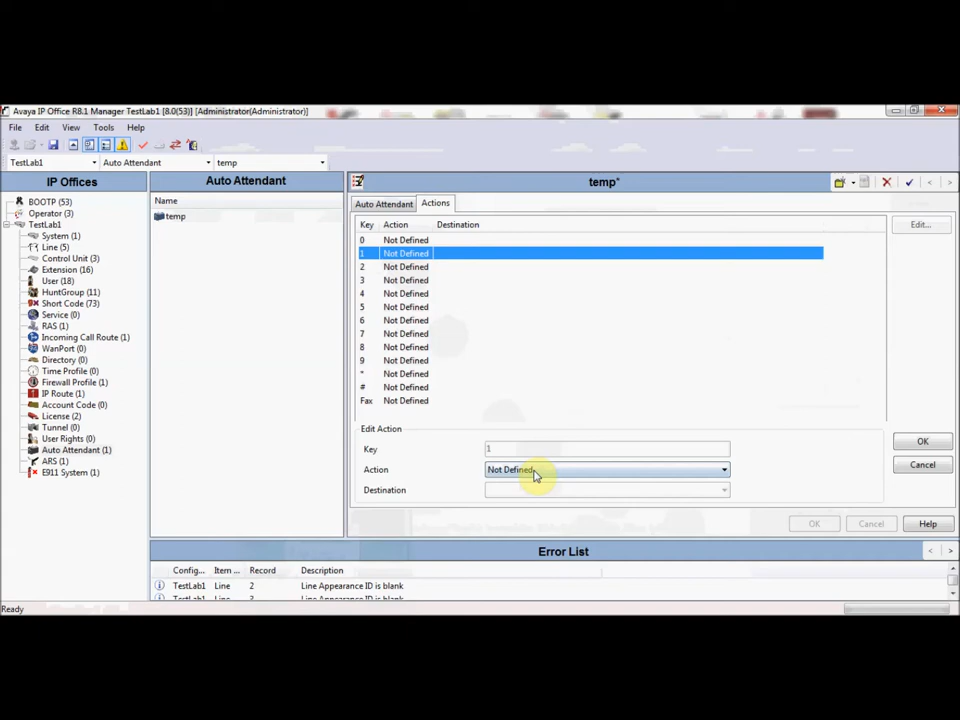 Avaya IP Office R8.1 Manager TestLab1 [8.0(53)] [Administrator(Administrator)]
File Edit View Tools Help
TestLab1 Auto Attendant temp
IP Offices
BOOTP (53)
Operator (3)
TestLab1
System (1)
Line (5)
Control Unit (3)
Extension (16)
User (18)
HuntGroup (11)
Short Code (73)
Service (0)
RAS (1)
Incoming Call Route (1)
WanPort (0)
Directory (0)
Time Profile (0)
Firewall Profile (1)
IP Route (1)
Account Code (0)
License (2)
Tunnel (0)
User Rights (0)
Auto Attendant (1)
ARS (1)
E911 System (1)
Auto Attendant
Name
temp
temp*
Auto Attendant Actions
Key Action Destination
0 Not Defined
1 Not Defined
2 Not Defined
3 Not Defined
4 Not Defined
5 Not Defined
6 Not Defined
7 Not Defined
8 Not Defined
9 Not Defined
* Not Defined
# Not Defined
Fax Not Defined
Edit...
Edit Action
Key 1
Action Not Defined
Destination
OK
Cancel
OK Cancel Help
Error List
Config... Item ... Record Description
TestLab1 Line 2 Line Appearance ID is blank
TestLab1 Line 2 Line Appearance ID is blank
Ready